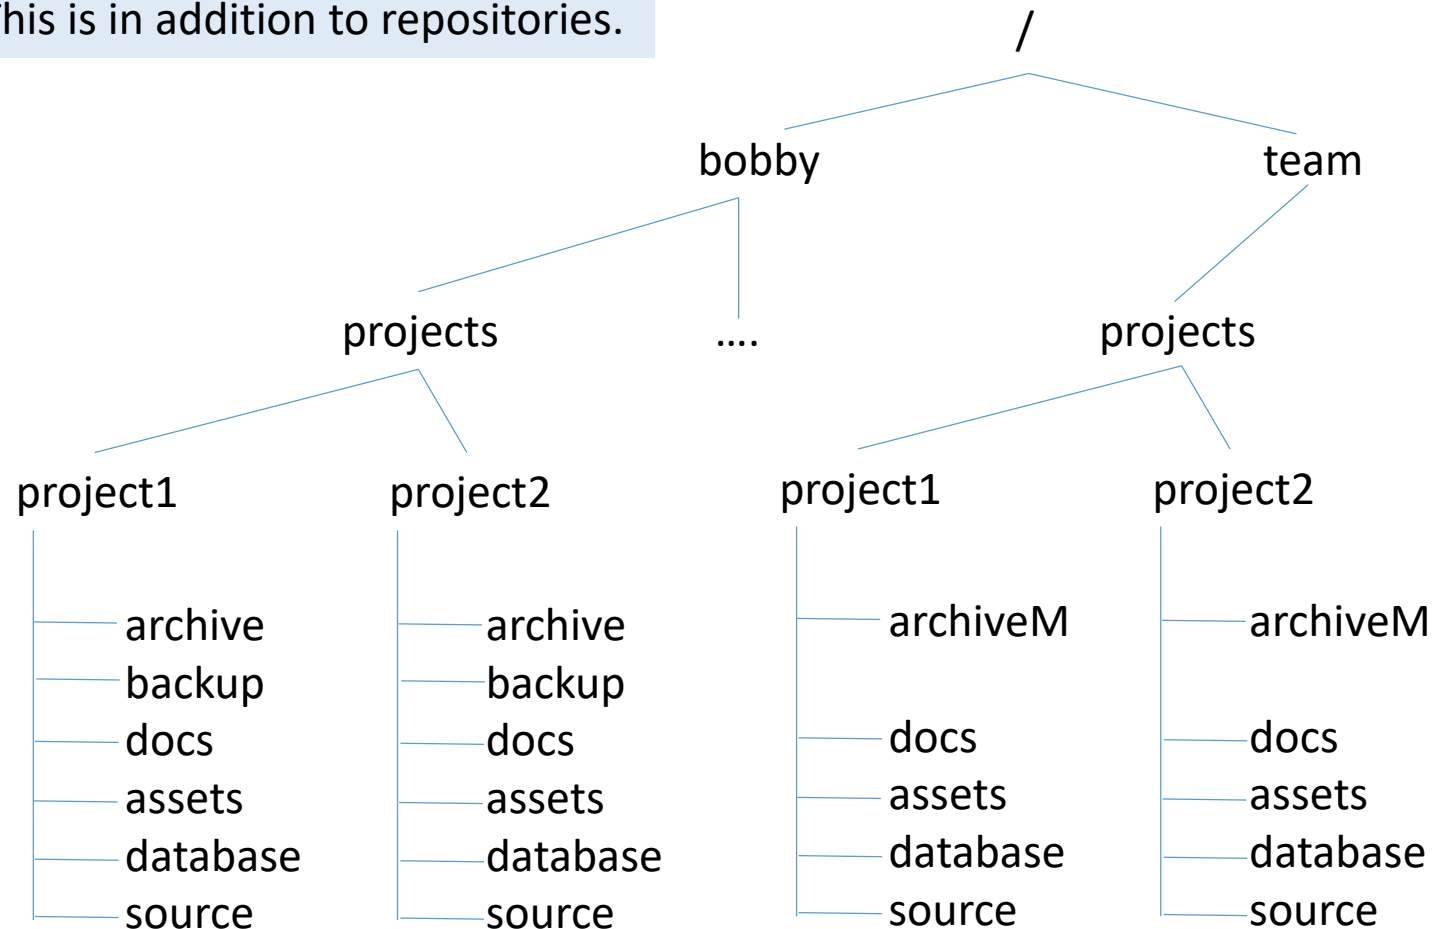 his is in addition to repositories.
/
bobby team
projects .... projects
project1 project2 project1 project2
archive archive archiveM archiveM
backup backup
docs docs docs docs
assets assets assets assets
database database database database
source source source source